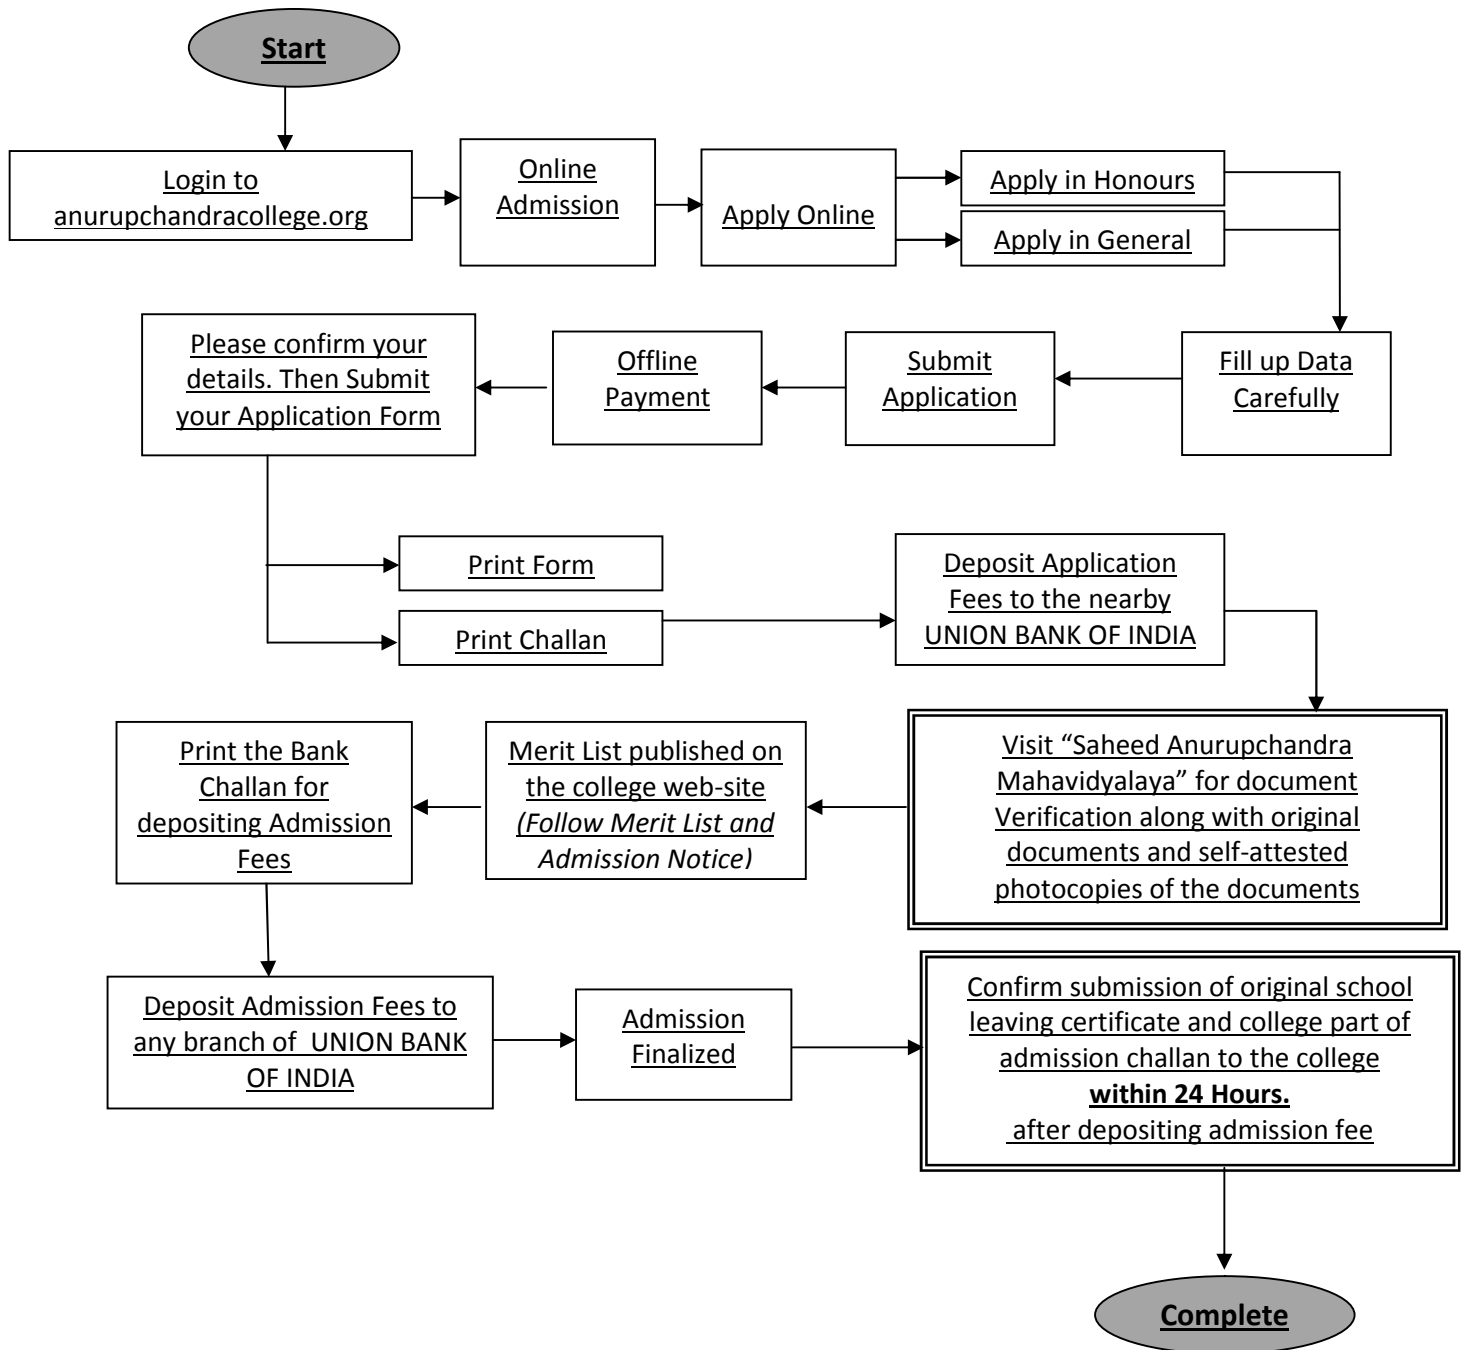 Start
Login to
anurupchandracollege.org
Online
Admission
Apply Online
Apply in Honours
Apply in General
Fill up Data
Carefully
Submit
Application
Offline
Payment
Please confirm your
details. Then Submit
your Application Form
Print Form
Print Challan
Deposit Application
Fees to the nearby
UNION BANK OF INDIA
Visit “Saheed Anurupchandra
Mahavidyalaya” for document
Verification along with original
documents and self-attested
photocopies of the documents
Merit List published on
the college web-site
(Follow Merit List and
Admission Notice)
Print the Bank
Challan for
depositing Admission
Fees
Deposit Admission Fees to
any branch of UNION BANK
OF INDIA
Admission
Finalized
Confirm submission of original school
leaving certificate and college part of
admission challan to the college
within 24 Hours.
after depositing admission fee
Complete